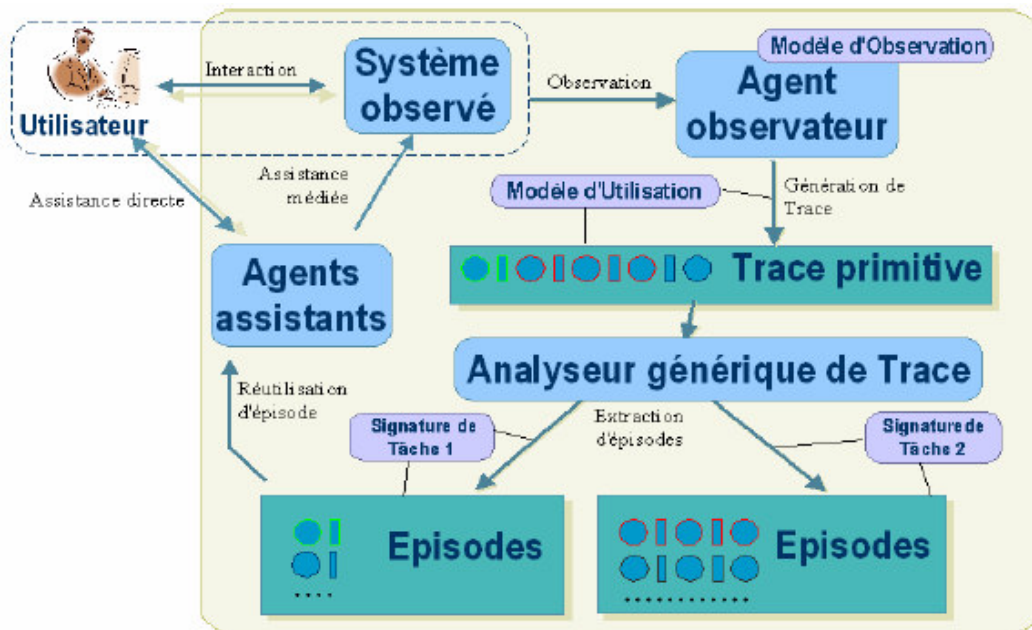 Modèle d'Observation
Interaction
Système
observé
Observation
Agent
observateur
Utilisateur
Assistance
médiée
Assistance directe
Modèle d'Utilisation
Génération de
Trace
Agents
assistants
Trace primitive
Analyseur générique de Trace
Réutilisation
d'épisode
Signature de
Tâche 1
Extraction
d'épisodes
Signature de
Tâche 2
Episodes
Episodes